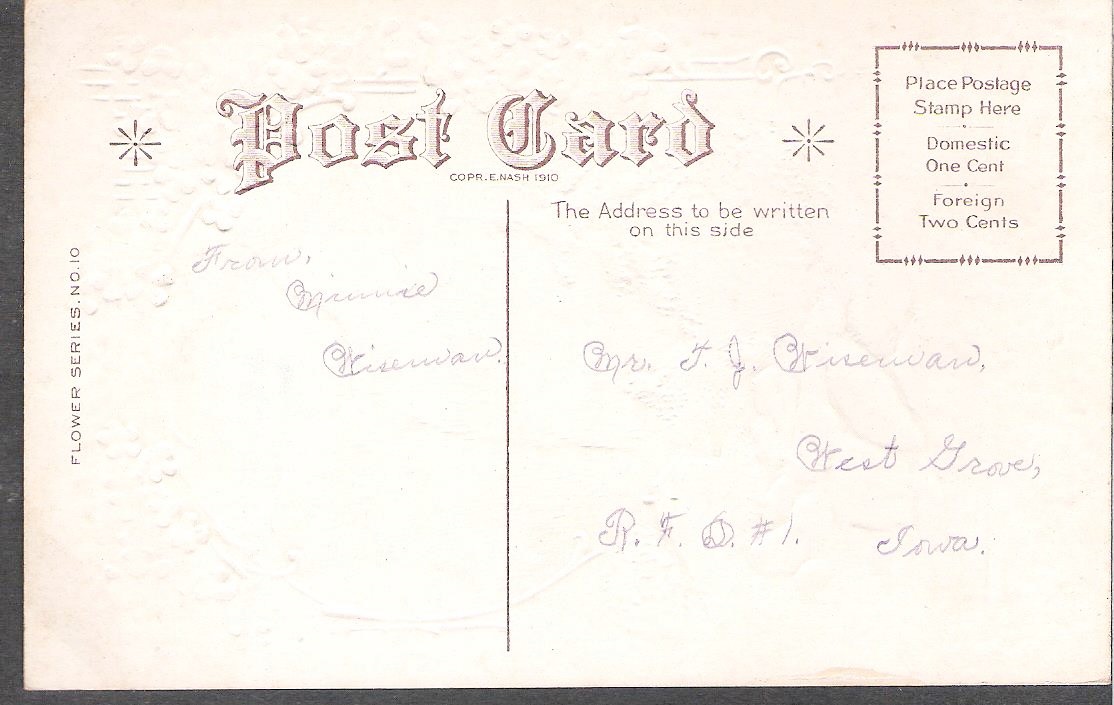 Post Card
COPR. E. NASH 1910
Place Postage
Stamp Here
Domestic
One Cent
Foreign
Two Cents
The Address to be written
on this side
FLOWER SERIES. NO. 10
From,
Minnie
Wiseman.
Mr. F. J. Wiseman,
West Grove,
R. F. D. #1. Iowa.